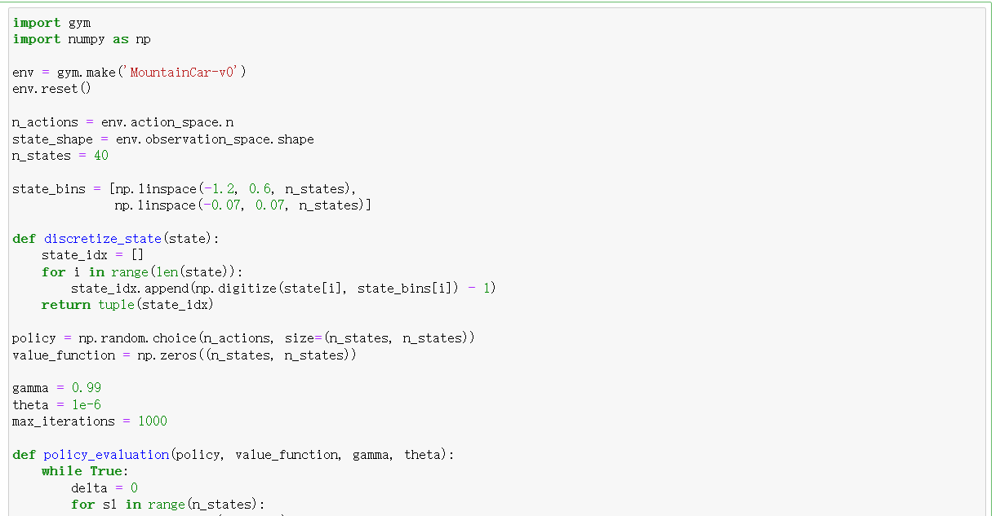 import gym
import numpy as np
env = gym.make('MountainCar-v0')
env.reset()
n_actions = env.action_space.n
state_shape = env.observation_space.shape
n_states = 40
state_bins = [np.linspace(-1.2, 0.6, n_states),
              np.linspace(-0.07, 0.07, n_states)]
def discretize_state(state):
    state_idx = []
    for i in range(len(state)):
        state_idx.append(np.digitize(state[i], state_bins[i]) - 1)
    return tuple(state_idx)
policy = np.random.choice(n_actions, size=(n_states, n_states))
value_function = np.zeros((n_states, n_states))
gamma = 0.99
theta = 1e-6
max_iterations = 1000
def policy_evaluation(policy, value_function, gamma, theta):
    while True:
        delta = 0
        for s1 in range(n_states):